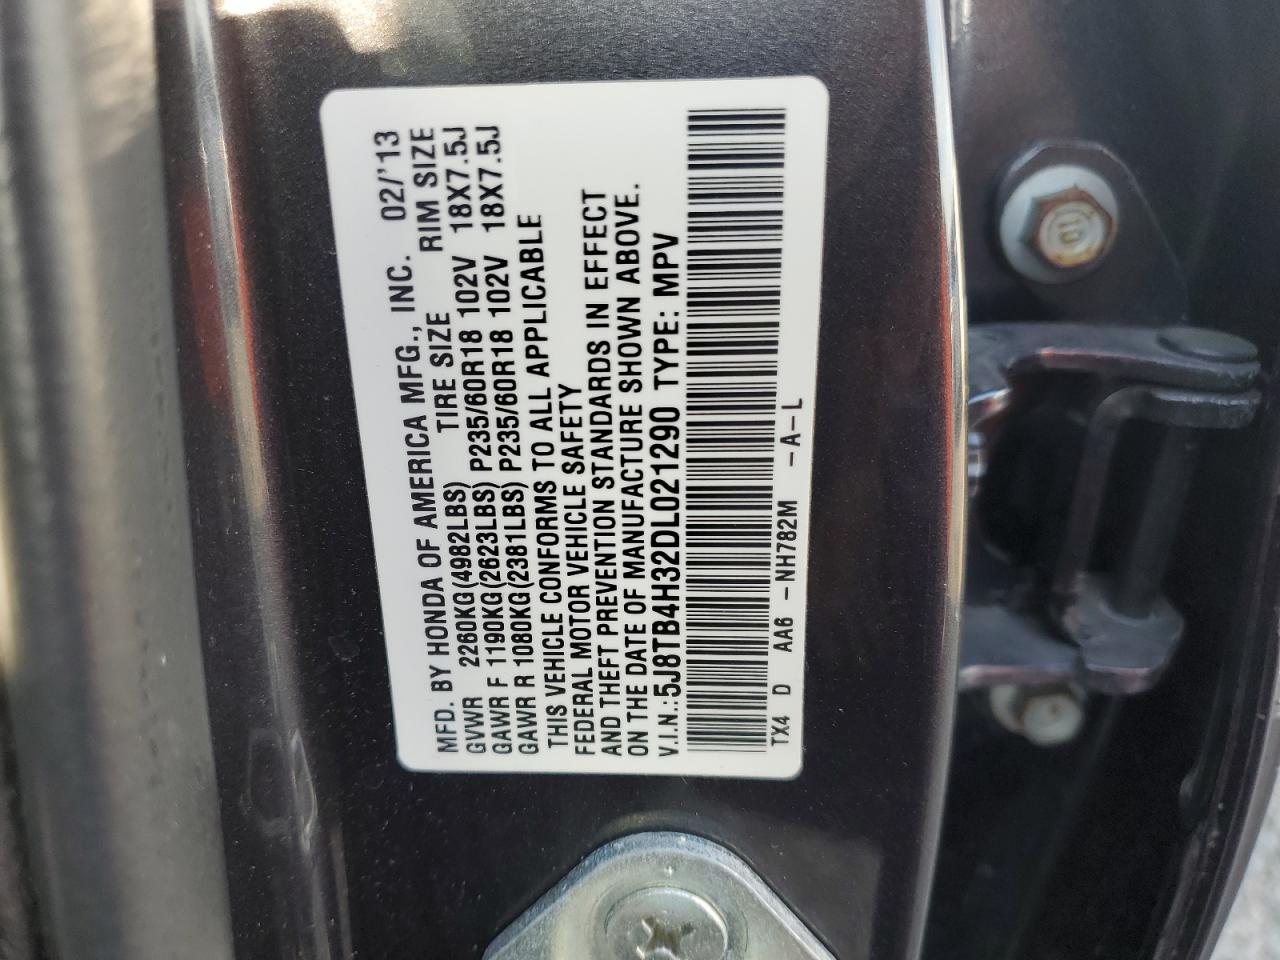 MFD. BY HONDA OF AMERICA MFG., INC. 02/'13
TIRE SIZE RIM SIZE
GVWR 2260KG(4982LBS)
GAWR F 1190KG(2623LBS) P235/60R18 102V 18X7.5J
GAWR R 1080KG(2381LBS) P235/60R18 102V 18X7.5J
THIS VEHICLE CONFORMS TO ALL APPLICABLE
FEDERAL MOTOR VEHICLE SAFETY
AND THEFT PREVENTION STANDARDS IN EFFECT
ON THE DATE OF MANUFACTURE SHOWN ABOVE.
V.I.N.:5J8TB4H32DL021290 TYPE: MPV
TX4 D AA6 -NH782M -A-L
10